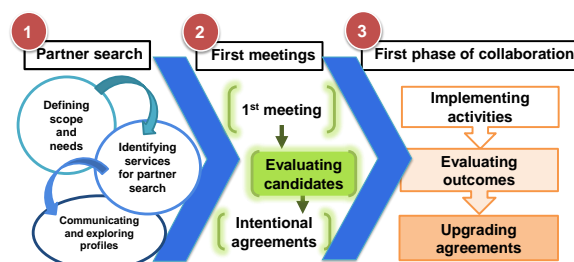 1
Partner search
Defining
scope
and
needs
Identifying
services
for partner
search
Communicating
and exploring
profiles
2
First meetings
1st meeting
Evaluating
candidates
Intentional
agreements
3
First phase of collaboration
Implementing
activities
Evaluating
outcomes
Upgrading
agreements